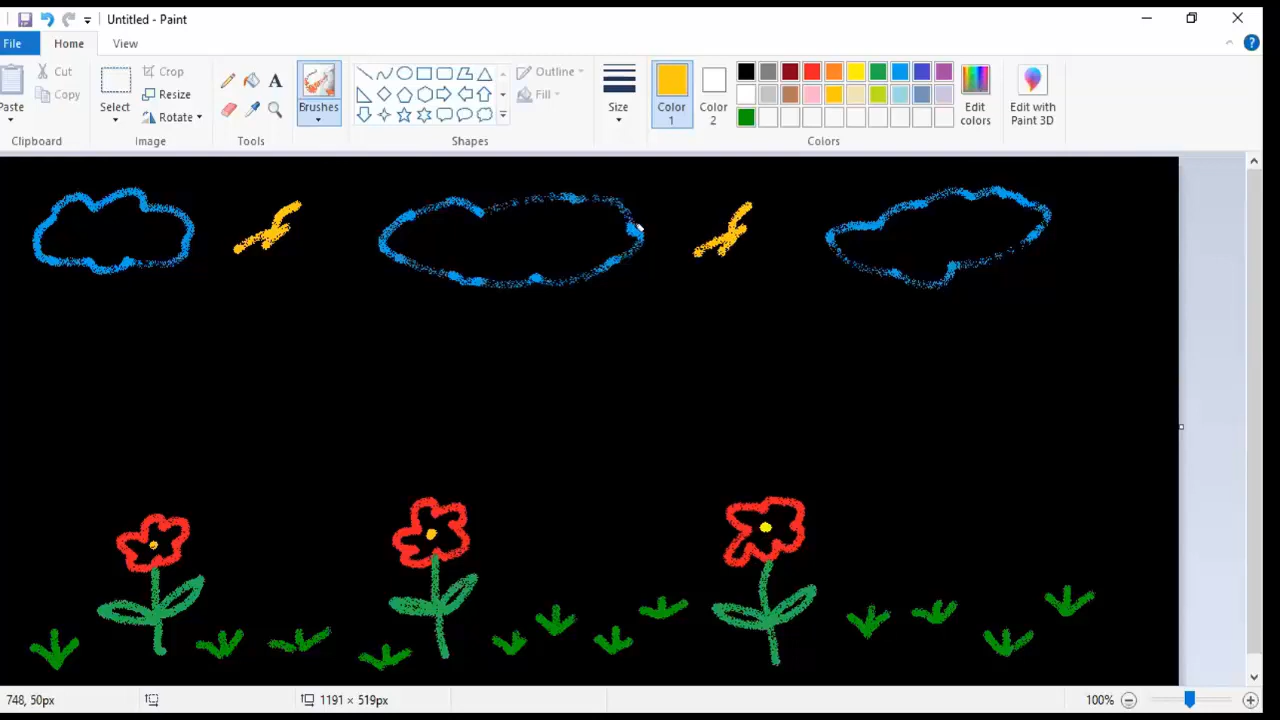 Untitled - Paint
File Home View
Paste
Cut
Copy
Clipboard
Select
Crop
Resize
Rotate
Image
A
Tools
Brushes
Outline
Fill
Shapes
Size
Color 1
Color 2
Edit colors
Colors
Edit with Paint 3D
?
748, 50px
1191 × 519px
100%